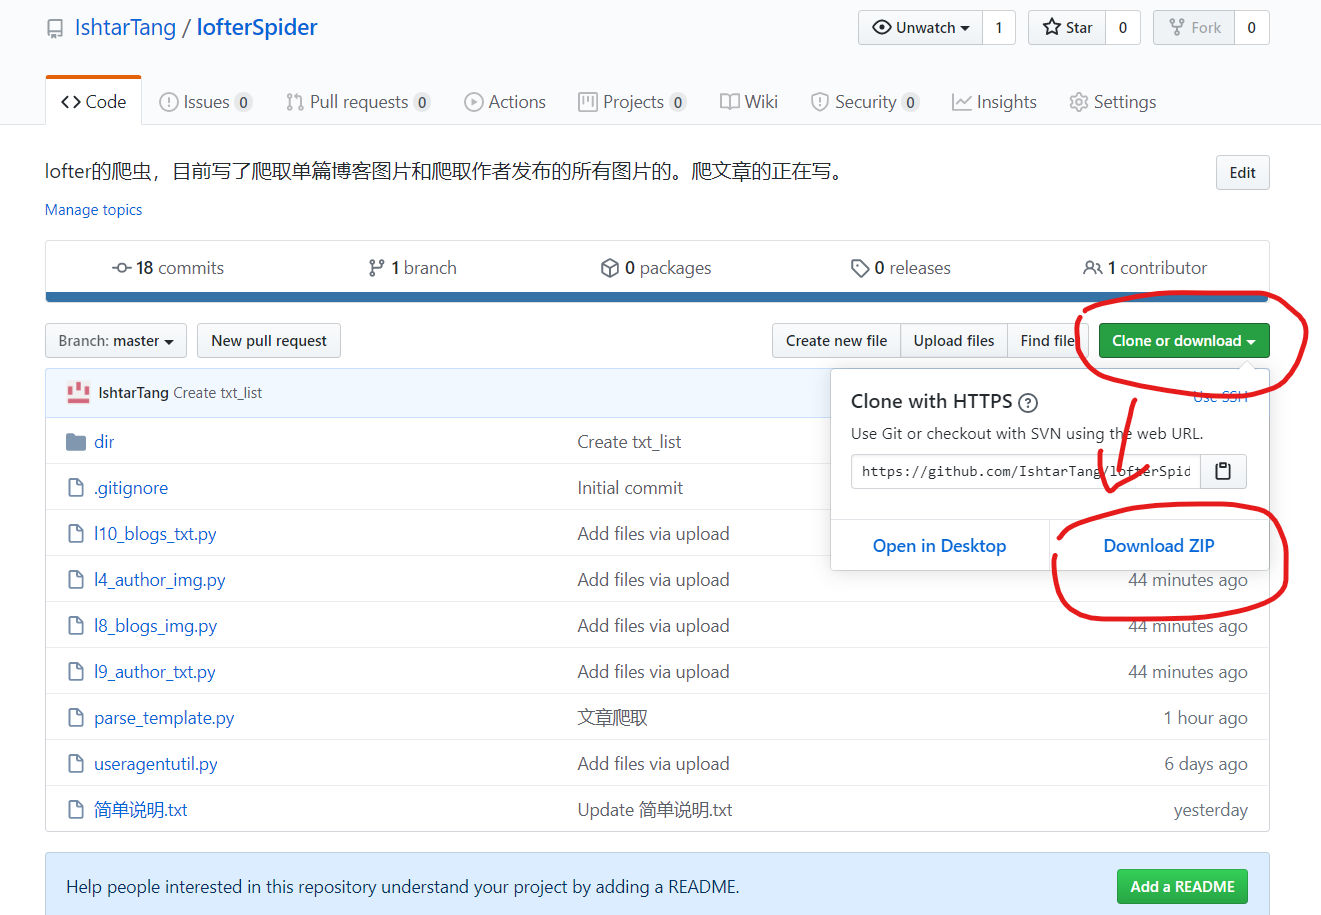 IshtarTang / lofterSpider
Unwatch 1 Star 0 Fork 0
Code Issues 0 Pull requests 0 Actions Projects 0 Wiki Security 0 Insights Settings
lofter的爬虫，目前写了爬取单篇博客图片和爬取作者发布的所有图片的。爬文章的正在写。
Edit
Manage topics
18 commits 1 branch 0 packages 0 releases 1 contributor
Branch: master New pull request Create new file Upload files Find file Clone or download
IshtarTang Create txt_list
Clone with HTTPS ? Use SSH
Use Git or checkout with SVN using the web URL.
https://github.com/IshtarTang/lofterSpid
Open in Desktop Download ZIP
dir Create txt_list
.gitignore Initial commit
l10_blogs_txt.py Add files via upload
l4_author_img.py Add files via upload 44 minutes ago
l8_blogs_img.py Add files via upload 44 minutes ago
l9_author_txt.py Add files via upload 44 minutes ago
parse_template.py 文章爬取 1 hour ago
useragentutil.py Add files via upload 6 days ago
简单说明.txt Update 简单说明.txt yesterday
Help people interested in this repository understand your project by adding a README. Add a README